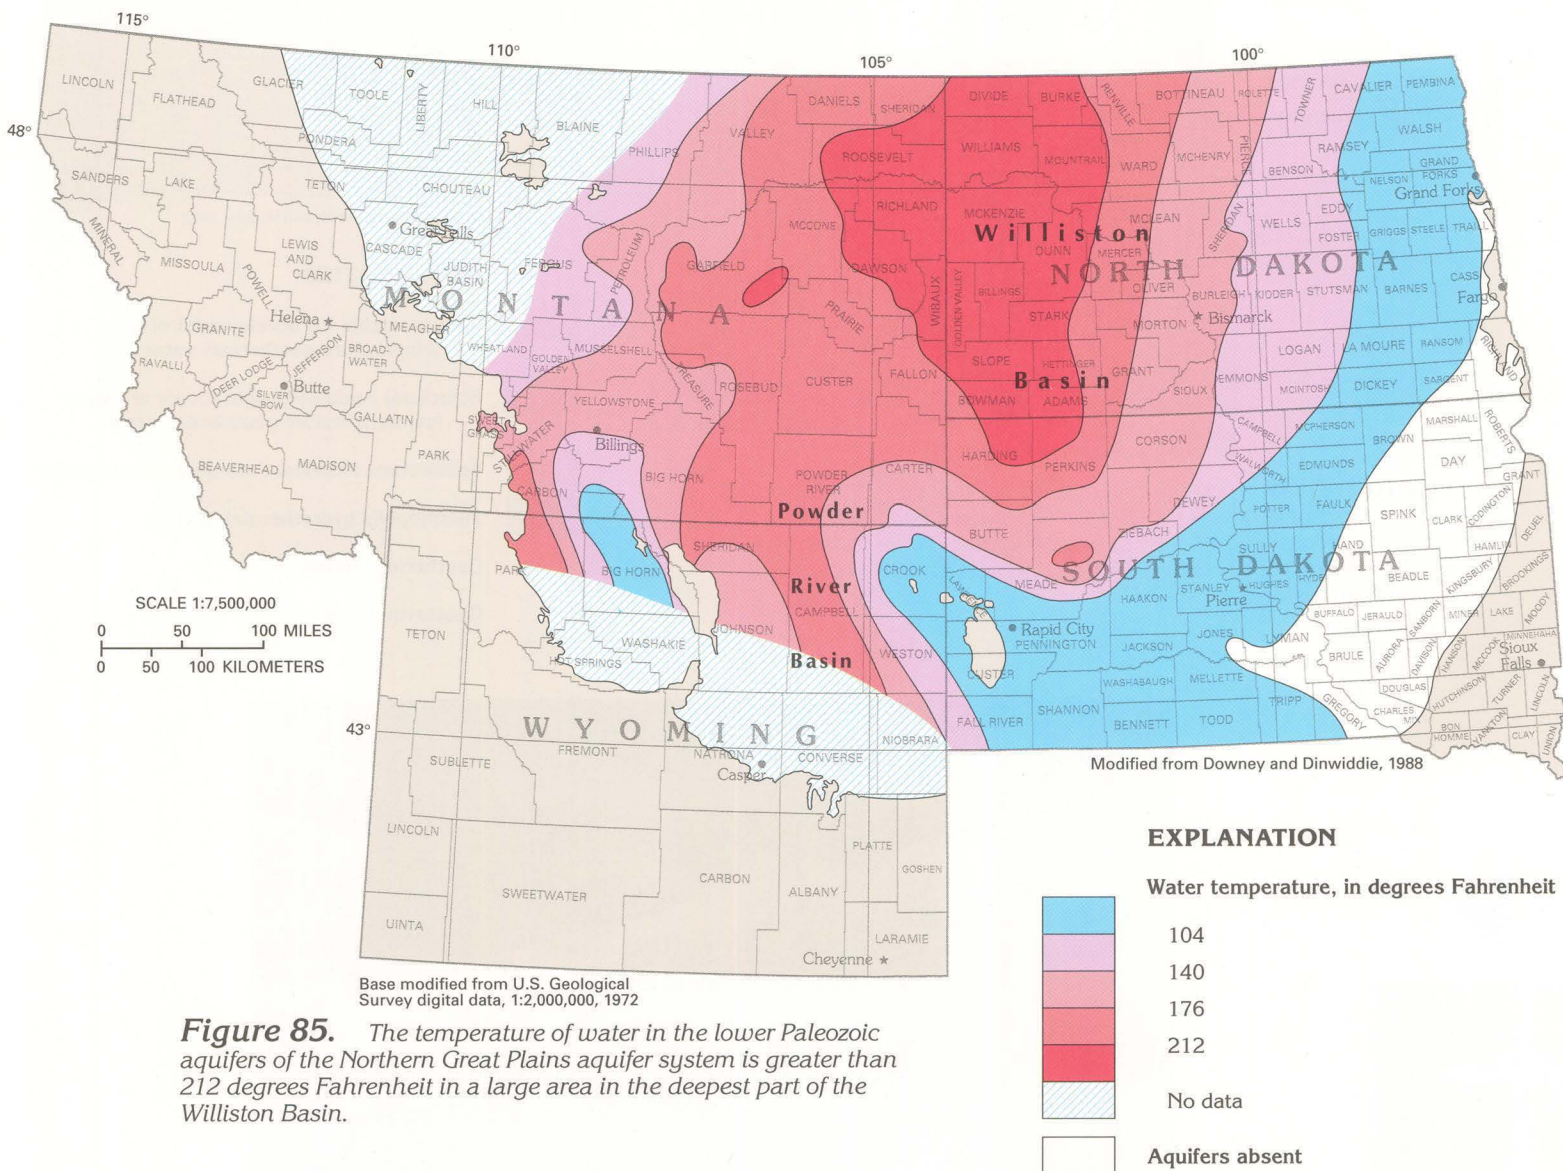 115°
110°
105°
100°
48°
43°
LINCOLN
FLATHEAD
GLACIER
TOOLE
LIBERTY
HILL
BLAINE
PHILLIPS
VALLEY
DANIELS
SHERIDAN
DIVIDE
BURKE
RENVILLE
BOTTINEAU
ROLETTE
TOWNER
CAVALIER
PEMBINA
PONDERA
ROOSEVELT
WILLIAMS
MOUNTRAIL
WARD
MCHENRY
PIERCE
BENSON
RAMSEY
WALSH
GRAND
FORKS
NELSON
Grand Forks
SANDERS
LAKE
TETON
CHOUTEAU
RICHLAND
MCKENZIE
MCLEAN
SHERIDAN
WELLS
EDDY
FOSTER
GRIGGS
STEELE
TRAILL
MINERAL
MISSOULA
POWELL
LEWIS
AND
CLARK
Great Falls
CASCADE
JUDITH
BASIN
FERGUS
PETROLEUM
GARFIELD
MCCONE
DAWSON
Williston
DUNN
MERCER
OLIVER
NORTH DAKOTA
BURLEIGH
KIDDER
STUTSMAN
BARNES
CASS
Fargo
MONTANA
PRAIRIE
WIBAUX
GOLDEN VALLEY
BILLINGS
STARK
MORTON
Bismarck
GRANITE
Helena
MEAGHER
RAVALLI
DEER LODGE
JEFFERSON
BROAD-
WATER
WHEATLAND
GOLDEN
VALLEY
MUSSELSHELL
TREASURE
ROSEBUD
CUSTER
FALLON
SLOPE
HETTINGER
GRANT
SIOUX
EMMONS
LOGAN
LA MOURE
RANSOM
RICHLAND
SILVER
BOW
Butte
Basin
BOWMAN
ADAMS
MCINTOSH
DICKEY
SARGENT
BEAVERHEAD
MADISON
GALLATIN
PARK
SWEET
GRASS
STILLWATER
YELLOWSTONE
Billings
CARBON
BIG HORN
POWDER
RIVER
CARTER
HARDING
PERKINS
CORSON
CAMPBELL
MCPHERSON
BROWN
MARSHALL
ROBERTS
DAY
WALWORTH
EDMUNDS
GRANT
DEWEY
POTTER
FAULK
SPINK
CLARK
CODINGTON
Powder
BUTTE
ZIEBACH
HAMLIN
DEUEL
PARK
BIG HORN
SHERIDAN
CROOK
LAWRENCE
MEADE
SOUTH DAKOTA
SULLY
HAND
BEADLE
KINGSBURY
BROOKINGS
HAAKON
STANLEY
HUGHES
HYDE
Pierre
River
CAMPBELL
BUFFALO
JERAULD
SANBORN
MINER
LAKE
MOODY
TETON
WASHAKIE
HOT SPRINGS
JOHNSON
WESTON
Rapid City
PENNINGTON
JACKSON
JONES
LYMAN
BRULE
AURORA
DAVISON
HANSON
MCCOOK
MINNEHAHA
Sioux
Falls
Basin
CUSTER
WASHABAUGH
MELLETTE
TRIPP
GREGORY
DOUGLAS
CHARLES
MIX
HUTCHINSON
TURNER
LINCOLN
WYOMING
FALL RIVER
SHANNON
BENNETT
TODD
BON
HOMME
YANKTON
CLAY
UNION
SUBLETTE
FREMONT
NATRONA
Casper
CONVERSE
NIOBRARA
LINCOLN
UINTA
SWEETWATER
CARBON
ALBANY
PLATTE
GOSHEN
LARAMIE
Cheyenne
SCALE 1:7,500,000
0 50 100 MILES
0 50 100 KILOMETERS
Modified from Downey and Dinwiddie, 1988
Base modified from U.S. Geological
Survey digital data, 1:2,000,000, 1972
Figure 85. The temperature of water in the lower Paleozoic
aquifers of the Northern Great Plains aquifer system is greater than
212 degrees Fahrenheit in a large area in the deepest part of the
Williston Basin.
EXPLANATION
Water temperature, in degrees Fahrenheit
104
140
176
212
No data
Aquifers absent